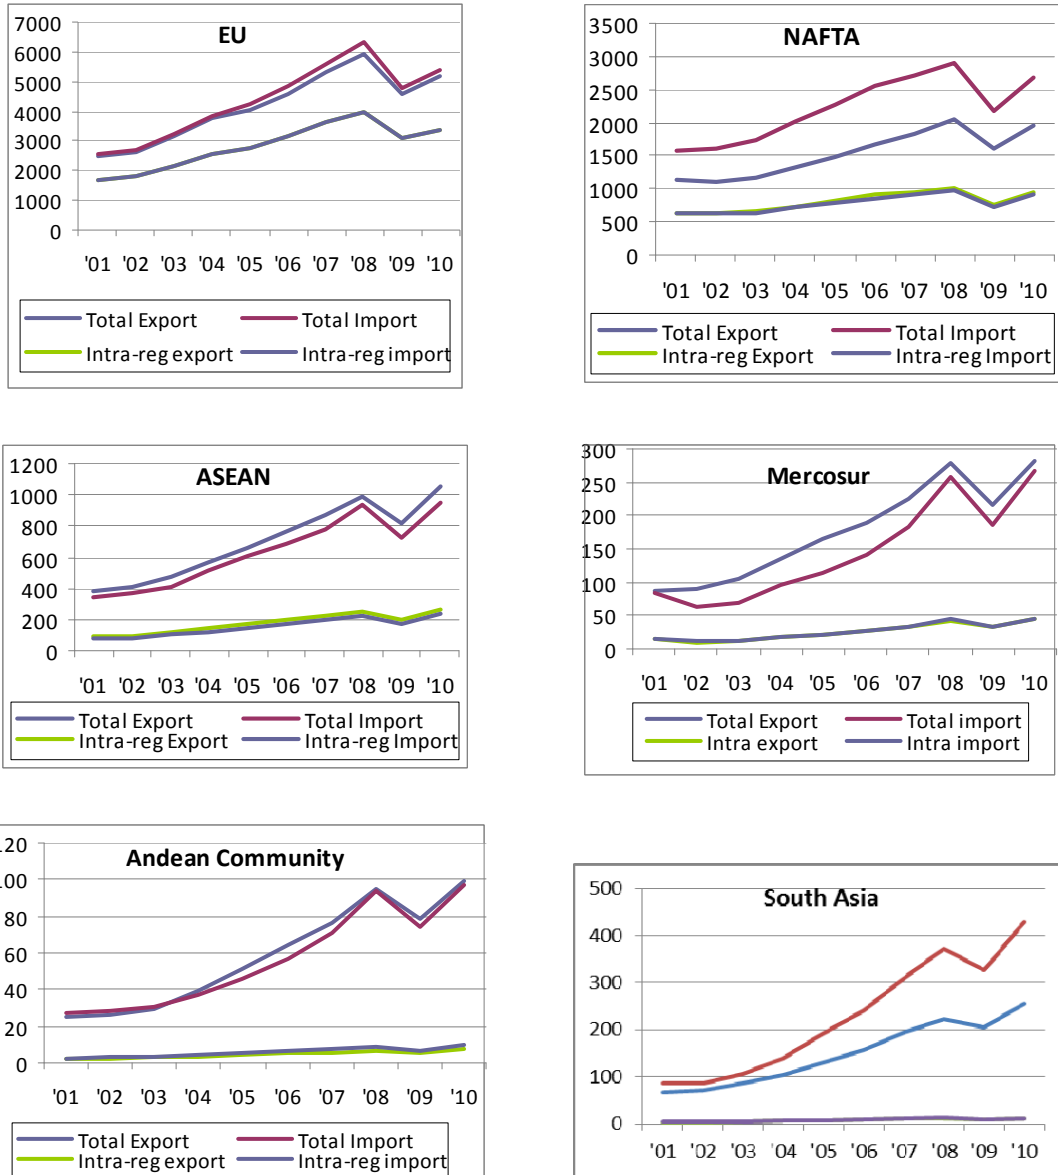 EU
7000
6000
5000
4000
3000
2000
1000
0
'01 '02 '03 '04 '05 '06 '07 '08 '09 '10
Total Export Total Import
Intra-reg export Intra-reg import
NAFTA
3500
3000
2500
2000
1500
1000
500
0
'01 '02 '03 '04 '05 '06 '07 '08 '09 '10
Total Export Total Import
Intra-reg Export Intra-reg Import
ASEAN
1200
1000
800
600
400
200
0
'01 '02 '03 '04 '05 '06 '07 '08 '09 '10
Total Export Total Import
Intra-reg Export Intra-reg Import
Mercosur
300
250
200
150
100
50
0
'01 '02 '03 '04 '05 '06 '07 '08 '09 '10
Total Export Total import
Intra export Intra import
Andean Community
120
100
80
60
40
20
0
'01 '02 '03 '04 '05 '06 '07 '08 '09 '10
Total Export Total Import
Intra-reg export Intra-reg import
South Asia
500
400
300
200
100
0
'01 '02 '03 '04 '05 '06 '07 '08 '09 '10